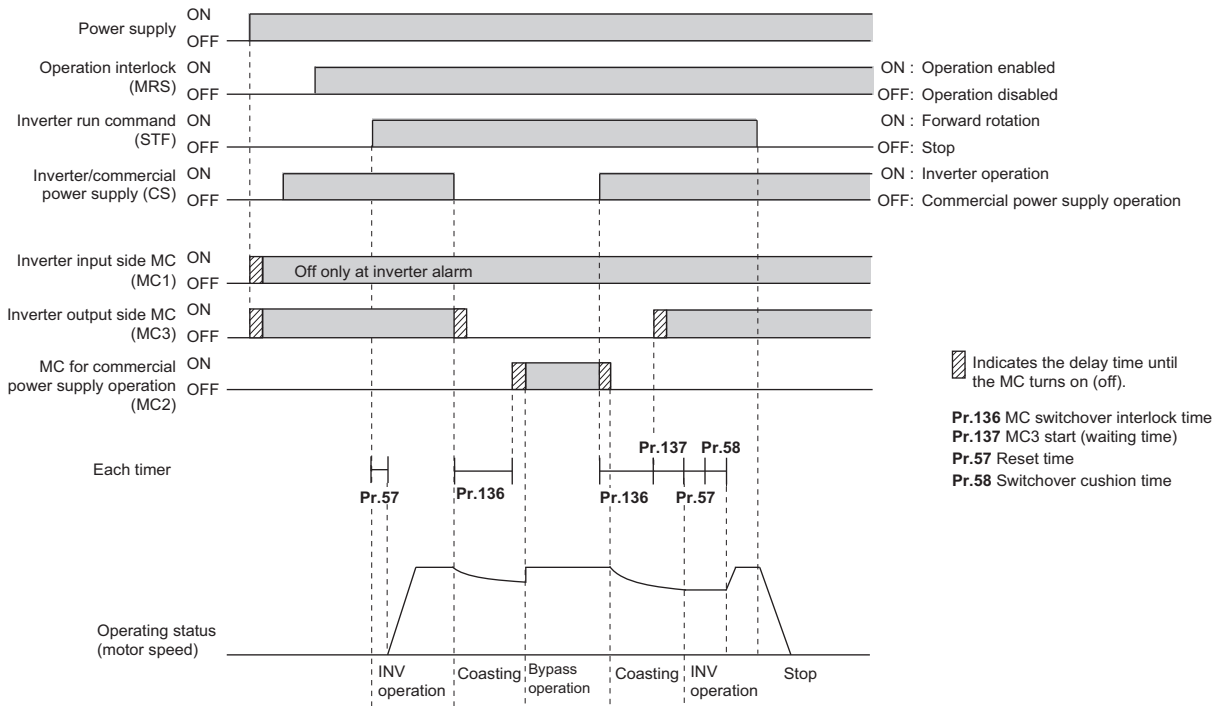 Power supply
ON
OFF
Operation interlock
(MRS)
ON
OFF
ON : Operation enabled
OFF: Operation disabled
Inverter run command
(STF)
ON
OFF
ON : Forward rotation
OFF: Stop
Inverter/commercial
power supply (CS)
ON
OFF
ON : Inverter operation
OFF: Commercial power supply operation
Inverter input side MC
(MC1)
ON
OFF
Off only at inverter alarm
Inverter output side MC
(MC3)
ON
OFF
MC for commercial
power supply operation
(MC2)
ON
OFF
Indicates the delay time until
the MC turns on (off).
Pr.136 MC switchover interlock time
Pr.137 MC3 start (waiting time)
Pr.57 Reset time
Pr.58 Switchover cushion time
Each timer
Pr.57
Pr.136
Pr.137
Pr.58
Pr.136
Pr.57
Operating status
(motor speed)
INV
operation
Coasting
Bypass
operation
Coasting
INV
operation
Stop